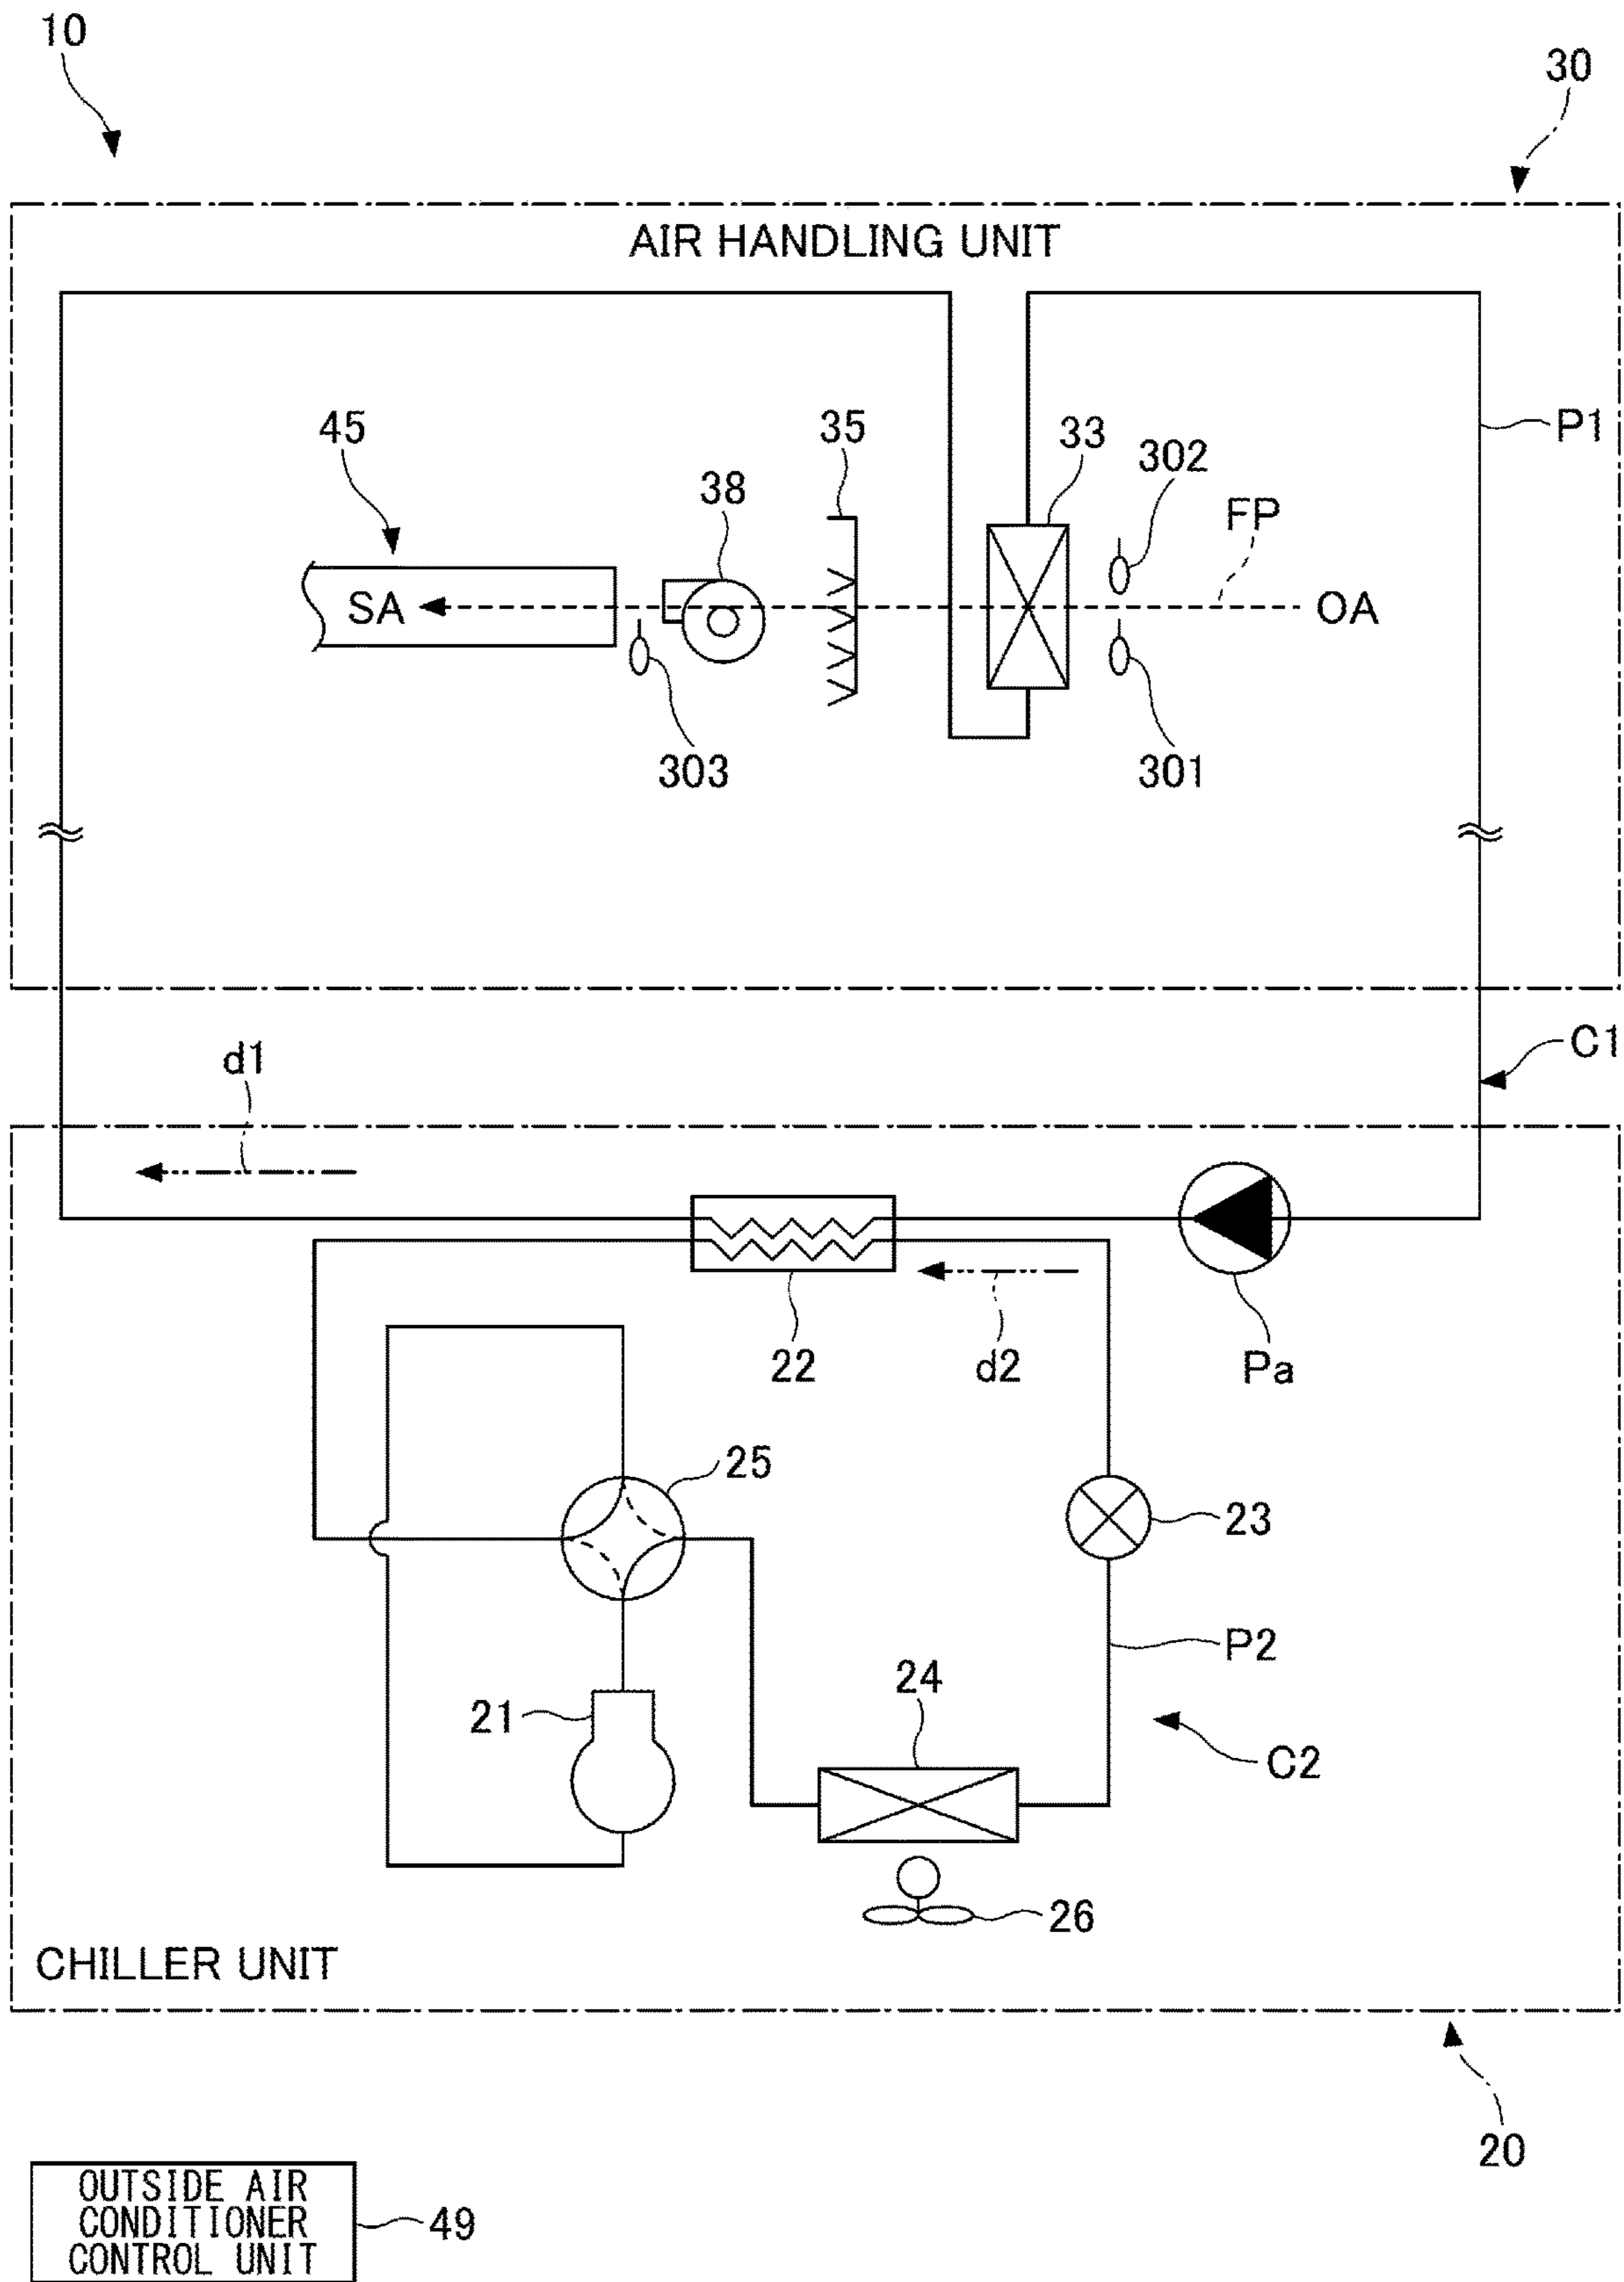 10
30
AIR HANDLING UNIT
45
35
33
302
P1
38
FP
SA
OA
303
301
d1
C1
22
d2
Pa
25
23
P2
21
24
C2
26
CHILLER UNIT
20
OUTSIDE AIR
CONDITIONER
CONTROL UNIT
49